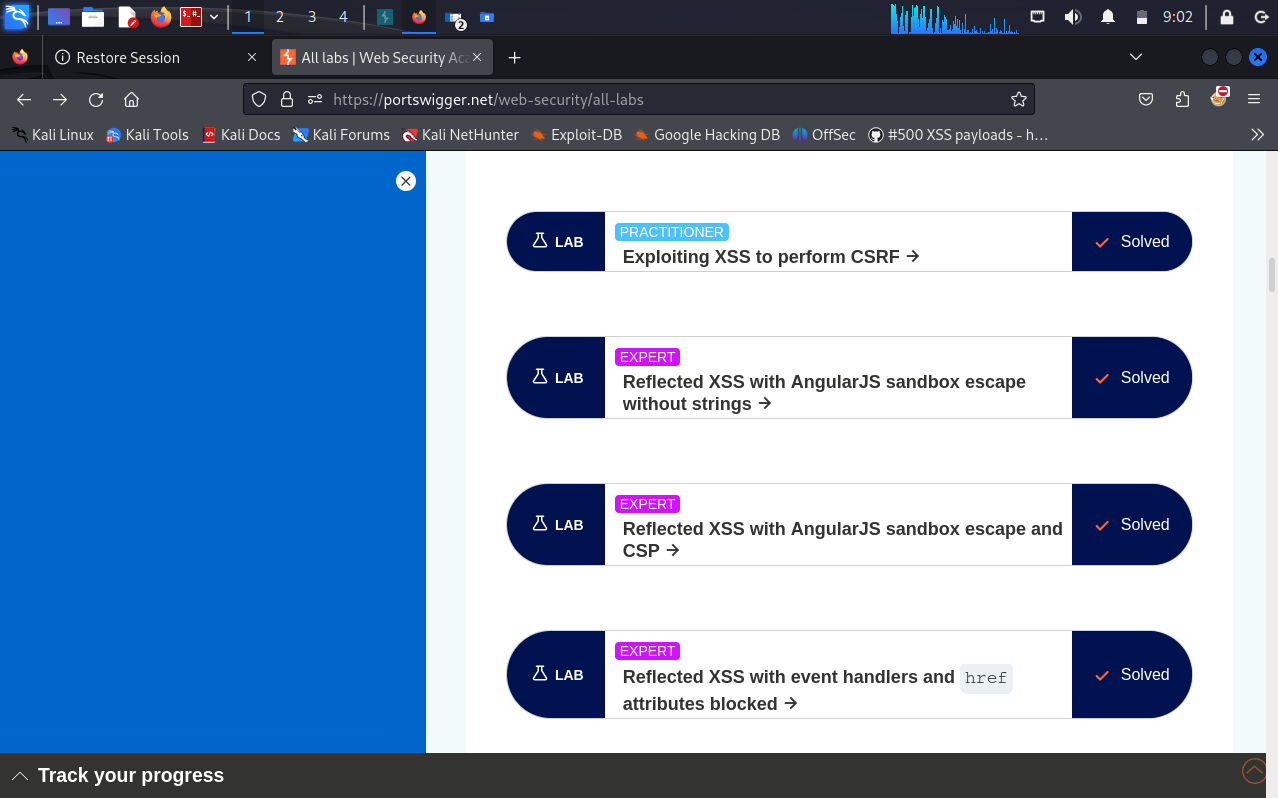 1 2 3 4 2 9:02
Restore Session All labs | Web Security Aca
https://portswigger.net/web-security/all-labs
Kali Linux Kali Tools Kali Docs Kali Forums Kali NetHunter Exploit-DB Google Hacking DB OffSec #500 XSS payloads - h…
PRACTITIONER
LAB Exploiting XSS to perform CSRF → Solved
EXPERT
LAB Reflected XSS with AngularJS sandbox escape Solved
without strings →
EXPERT
LAB Reflected XSS with AngularJS sandbox escape and Solved
CSP →
EXPERT
LAB Reflected XSS with event handlers and href Solved
attributes blocked →
Track your progress